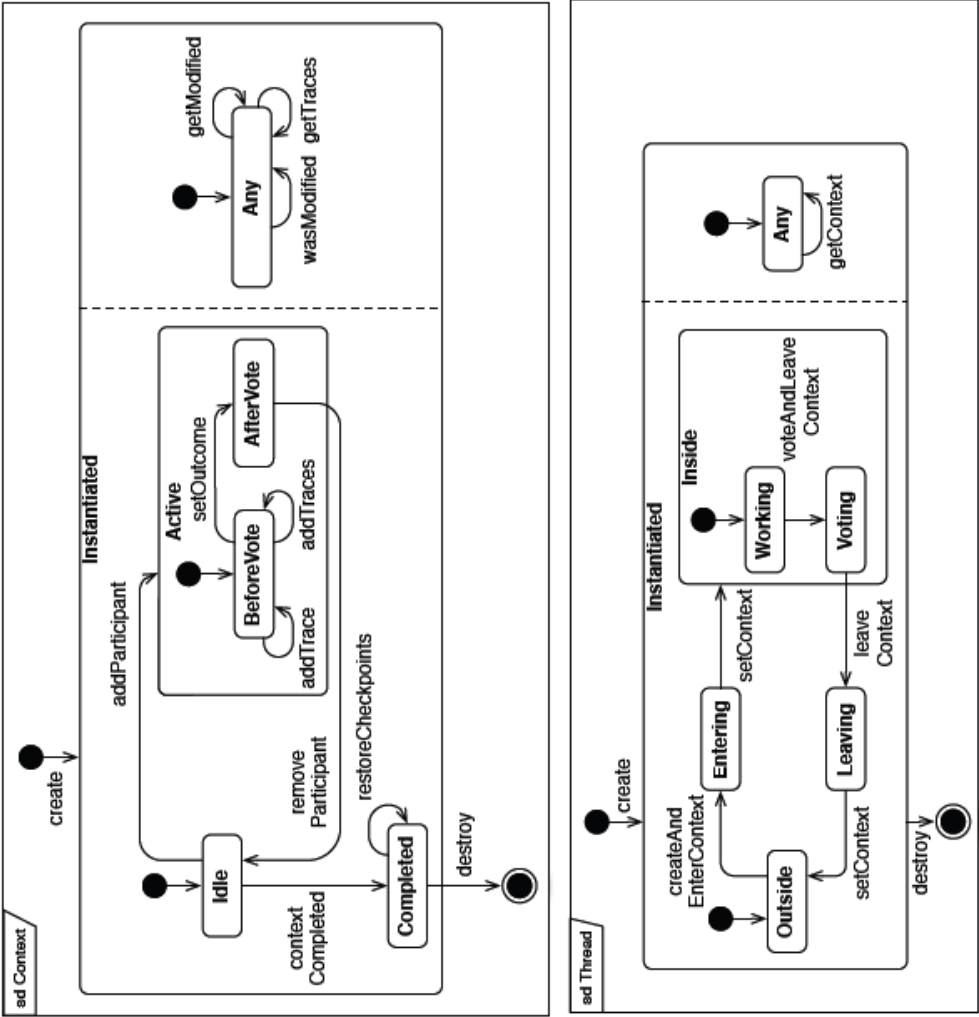 sd Context
create
Instantiated
addParticipant
Idle
context
Completed
remove
Participant
Completed
restoreCheckpoints
destroy
Active
setOutcome
BeforeVote
addTrace
addTraces
AfterVote
Any
getModified
getTraces
wasModified
sd Thread
create
Instantiated
createAnd
EnterContext
Outside
Entering
setContext
Inside
Working
voteAndLeave
Context
Voting
leave
Context
Leaving
setContext
destroy
Any
getContext